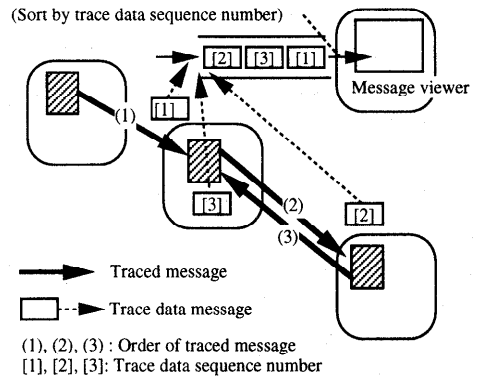 (Sort by trace data sequence number)
[2] [3] [1]
Message viewer
[1]
(1)
[3]
(2)
[2]
(3)
Traced message
Trace data message
(1), (2), (3) : Order of traced message
[1], [2], [3]: Trace data sequence number